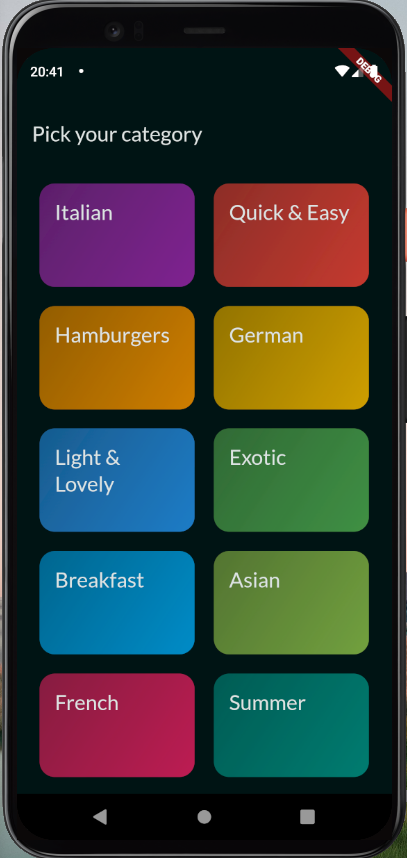 20:41
DEBUG
Pick your category
Italian
Quick & Easy
Hamburgers
German
Light &
Lovely
Exotic
Breakfast
Asian
French
Summer